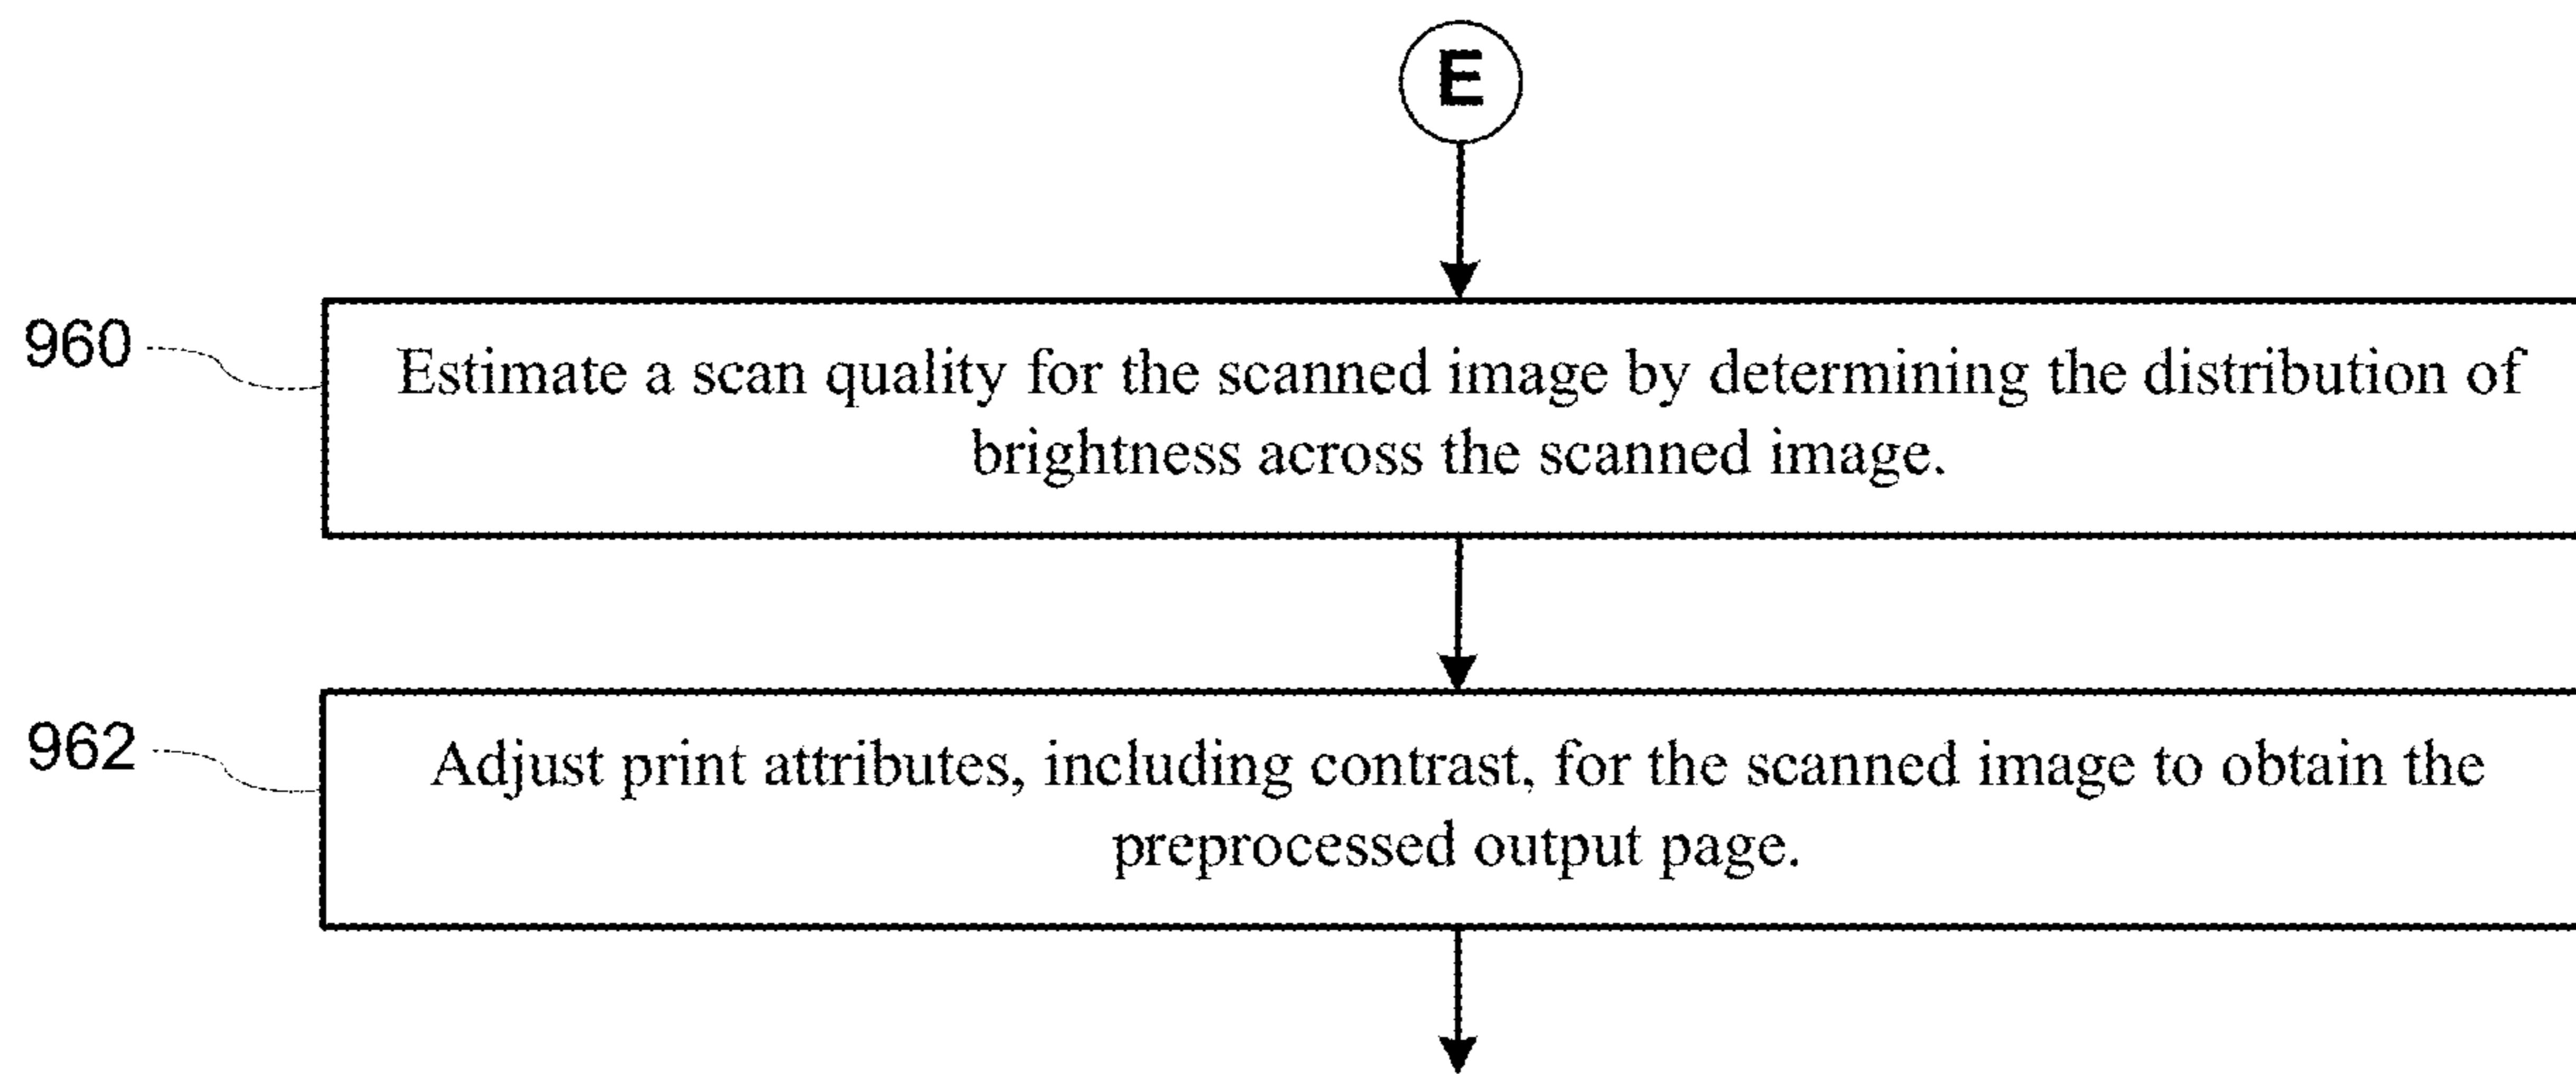 E
960
Estimate a scan quality for the scanned image by determining the distribution of
brightness across the scanned image.
962
Adjust print attributes, including contrast, for the scanned image to obtain the
preprocessed output page.